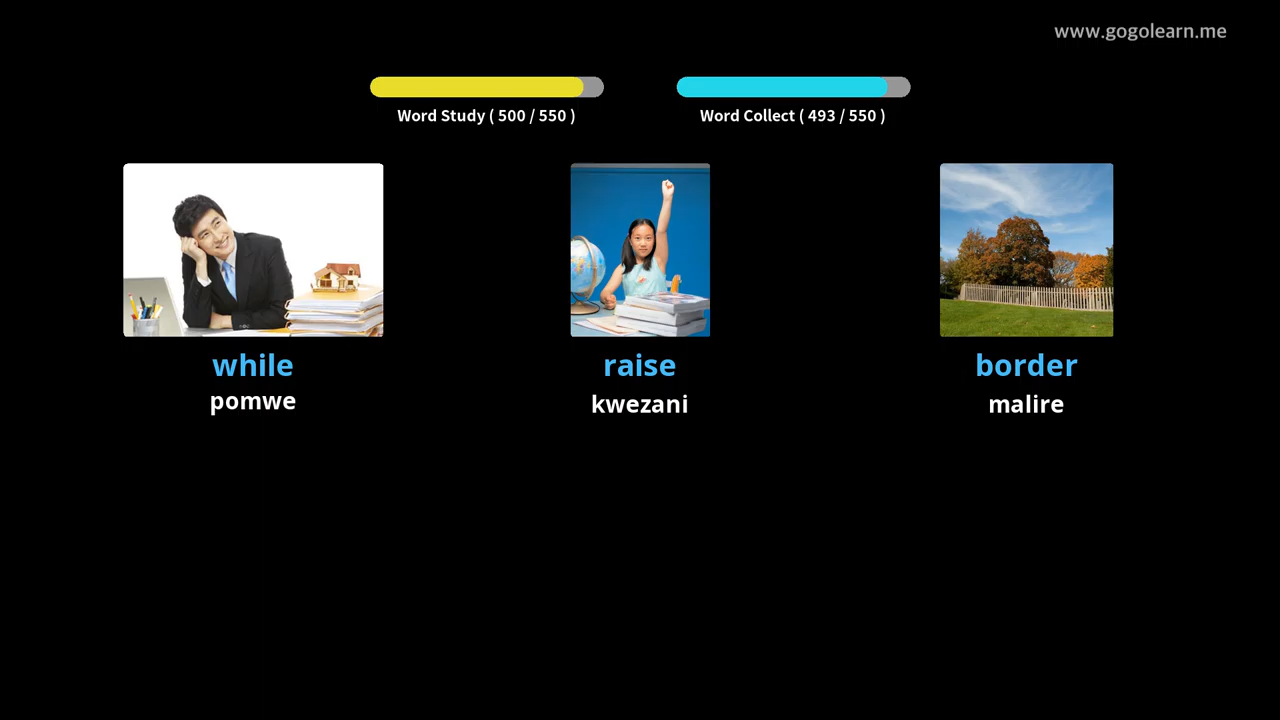 www.gogolearn.me
Word Study ( 500 / 550 )
Word Collect ( 493 / 550 )
while
pomwe
raise
kwezani
border
malire